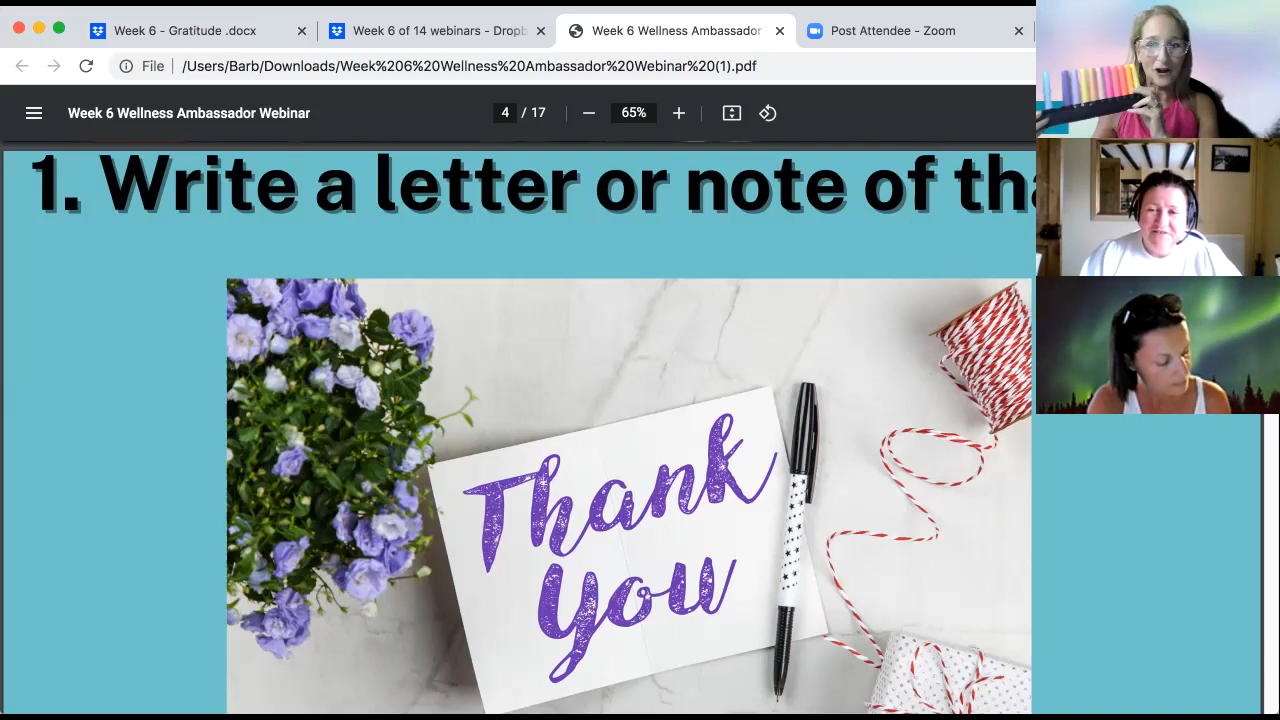 Week 6 - Gratitude .docx
Week 6 of 14 webinars - Dropb
Week 6 Wellness Ambassador
Post Attendee - Zoom
File
/Users/Barb/Downloads/Week%206%20Wellness%20Ambassador%20Webinar%20(1).pdf
Week 6 Wellness Ambassador Webinar
4 / 17
65%
1. Write a letter or note of tha
Thank
You